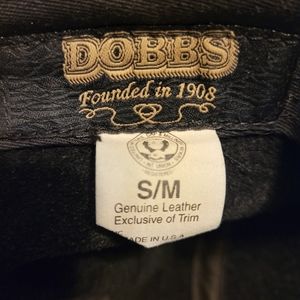 DOBBS
Founded in 1908
S/M
Genuine Leather
Exclusive of Trim
MADE IN U.S.A.